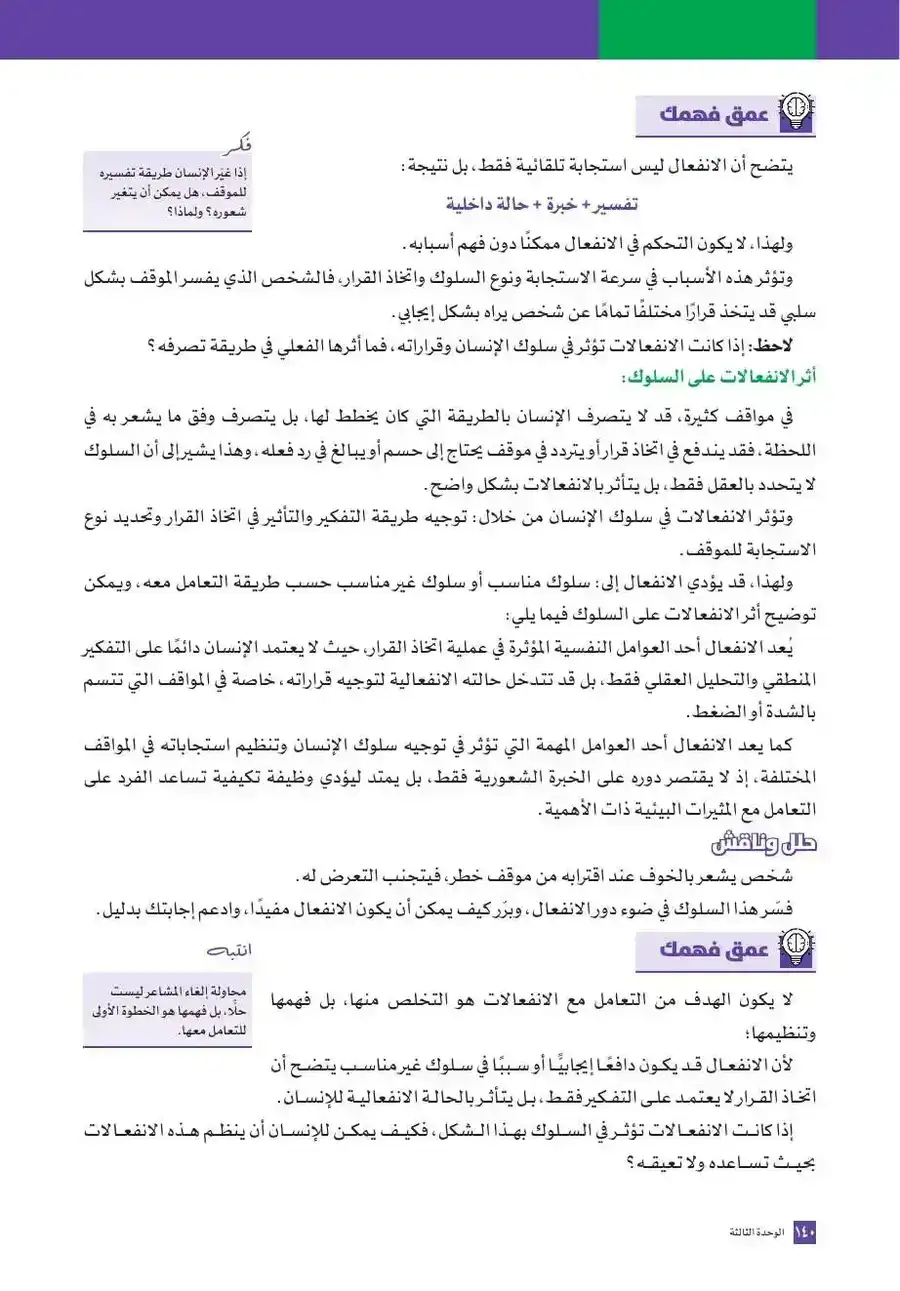 عمق فهمك
فكر
إذا غيّر الإنسان طريقة تفسيره
للموقف، هل يمكن أن يتغير
شعوره؟ ولماذا؟
يتضح أن الانفعال ليس استجابة تلقائية فقط، بل نتيجة:
تفسير + خبرة + حالة داخلية
ولهذا، لا يكون التحكم في الانفعال ممكنًا دون فهم أسبابه.
وتؤثر هذه الأسباب في سرعة الاستجابة ونوع السلوك واتخاذ القرار، فالشخص الذي يفسر الموقف بشكل
سلبي قد يتخذ قرارًا مختلفًا تمامًا عن شخص يراه بشكل إيجابي.
لاحظ: إذا كانت الانفعالات تؤثر في سلوك الإنسان وقراراته، فما أثرها الفعلي في طريقة تصرفه؟
أثر الانفعالات على السلوك:
في مواقف كثيرة، قد لا يتصرف الإنسان بالطريقة التي كان يخطط لها، بل يتصرف وفق ما يشعر به في
اللحظة، فقد يندفع في اتخاذ قرار أو يتردد في موقف يحتاج إلى حسم أو يبالغ في رد فعله، وهذا يشير إلى أن السلوك
لا يتحدد بالعقل فقط، بل يتأثر بالانفعالات بشكل واضح.
وتؤثر الانفعالات في سلوك الإنسان من خلال: توجيه طريقة التفكير والتأثير في اتخاذ القرار وتحديد نوع
الاستجابة للموقف.
ولهذا، قد يؤدي الانفعال إلى: سلوك مناسب أو سلوك غير مناسب حسب طريقة التعامل معه، ويمكن
توضيح أثر الانفعالات على السلوك فيما يلي:
يُعد الانفعال أحد العوامل النفسية المؤثرة في عملية اتخاذ القرار، حيث لا يعتمد الإنسان دائمًا على التفكير
المنطقي والتحليل العقلي فقط، بل قد تتدخل حالته الانفعالية لتوجيه قراراته، خاصة في المواقف التي تتسم
بالشدة أو الضغط.
كما يعد الانفعال أحد العوامل المهمة التي تؤثر في توجيه سلوك الإنسان وتنظيم استجاباته في المواقف
المختلفة، إذ لا يقتصر دوره على الخبرة الشعورية فقط، بل يمتد ليؤدي وظيفة تكيفية تساعد الفرد على
التعامل مع المثيرات البيئية ذات الأهمية.
حلل وناقش
شخص يشعر بالخوف عند اقترابه من موقف خطر، فيتجنب التعرض له.
فسّر هذا السلوك في ضوء دور الانفعال، وبرّر كيف يمكن أن يكون الانفعال مفيدًا، وادعم إجابتك بدليل.
عمق فهمك
انتبه
محاولة إلغاء المشاعر ليست
حلًّا، بل فهمها هو الخطوة الأولى
للتعامل معها.
لا يكون الهدف من التعامل مع الانفعالات هو التخلص منها، بل فهمها
وتنظيمها؛
لأن الانفعال قد يكون دافعًا إيجابيًّا أو سببًا في سلوك غير مناسب يتضح أن
اتخاذ القرار لا يعتمد على التفكير فقط، بل يتأثر بالحالة الانفعالية للإنسان.
إذا كانت الانفعالات تؤثر في السلوك بهذا الشكل، فكيف يمكن للإنسان أن ينظم هذه الانفعالات
بحيث تساعده ولا تعيقه؟
١٤٠ الوحدة الثالثة